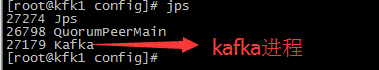 [root@kfk1 config]# jps
27274 Jps
26798 QuorumPeerMain
27179 Kafka
kafka进程
[root@kfk1 config]#